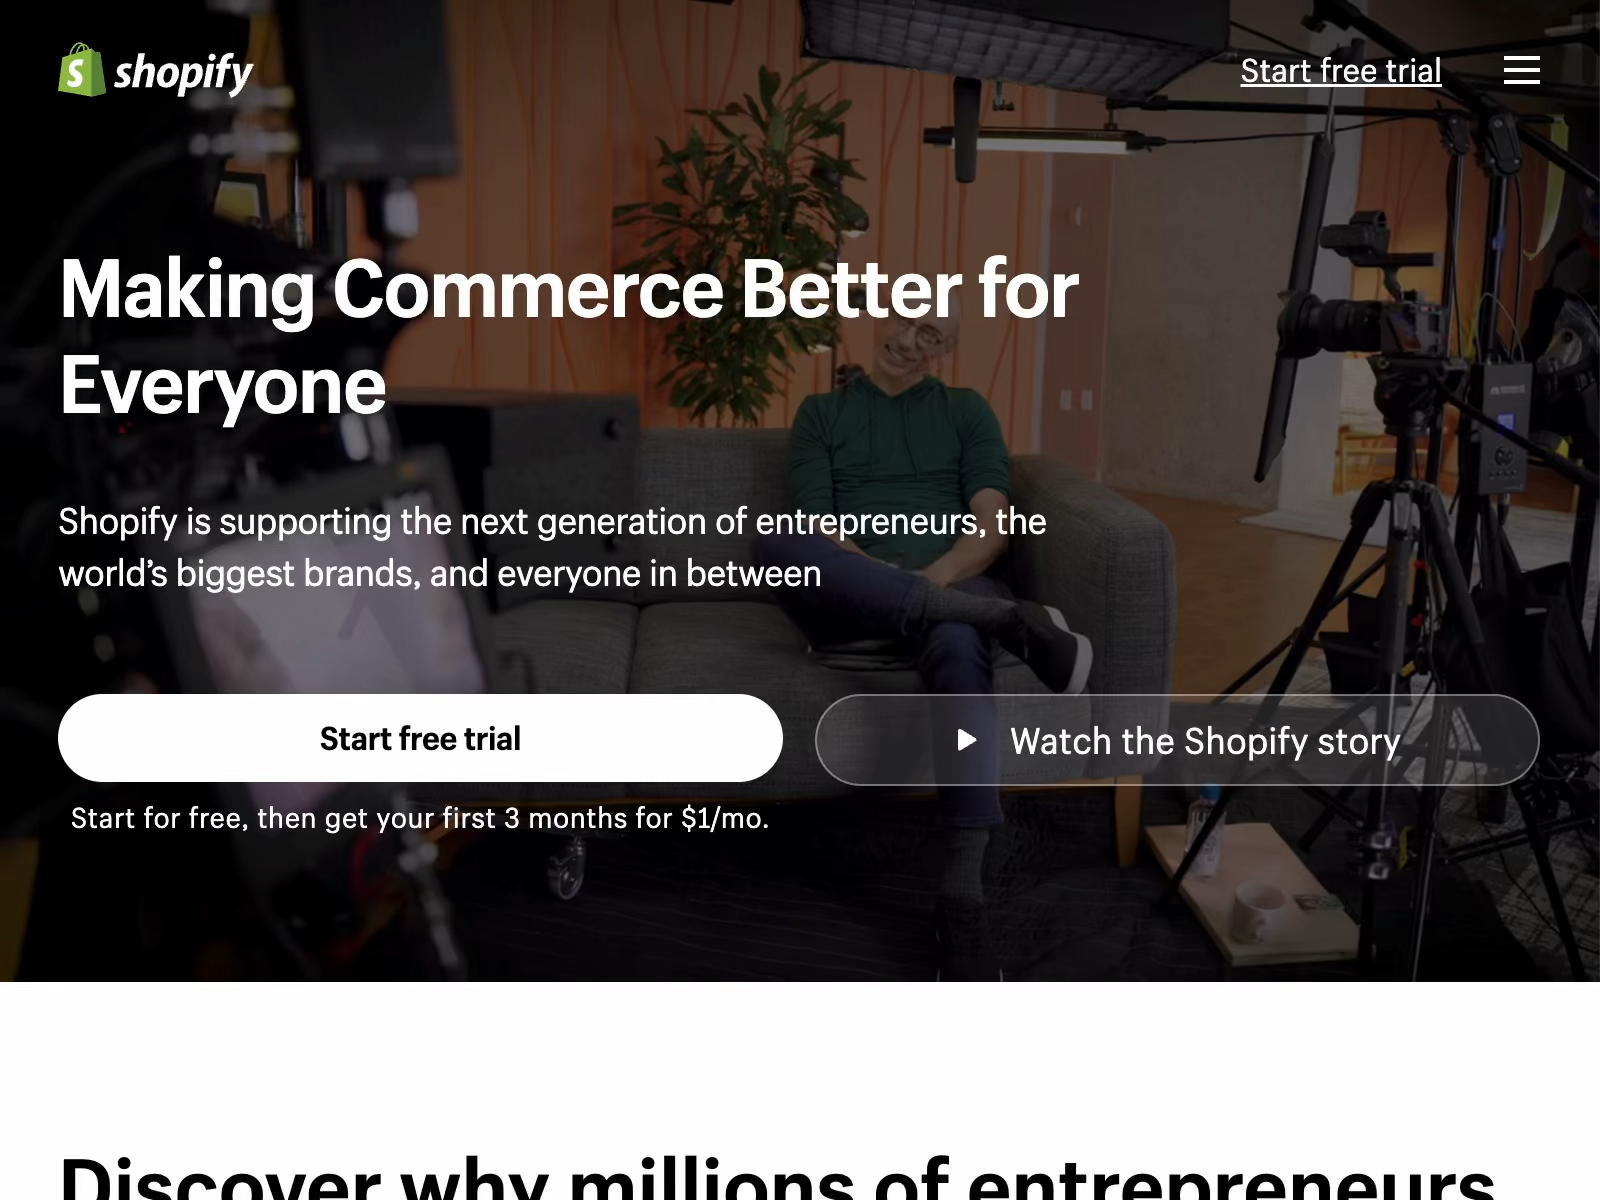 shopify
Start free trial
Making Commerce Better for
Everyone
Shopify is supporting the next generation of entrepreneurs, the
world’s biggest brands, and everyone in between
Start free trial
Watch the Shopify story
Start for free, then get your first 3 months for $1/mo.
Discover why millions of entrepreneurs